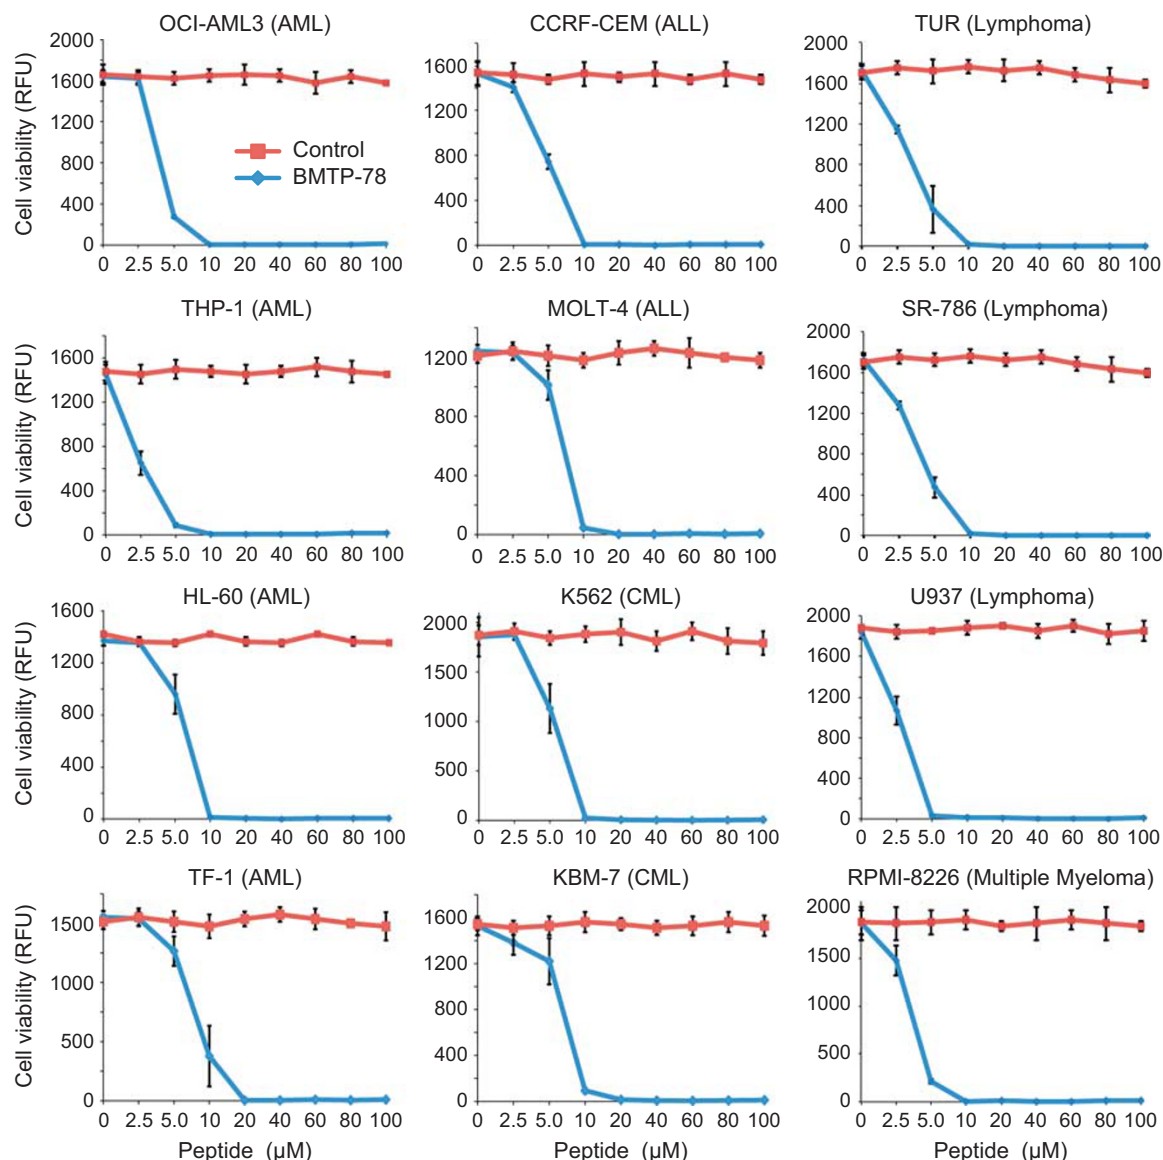 OCI-AML3 (AML)
CCRF-CEM (ALL)
TUR (Lymphoma)
Cell viability (RFU)
2000
1600
1200
800
400
0
Control
BMTP-78
0 2.5 5.0 10 20 40 60 80 100
1600
1200
800
400
0
0 2.5 5.0 10 20 40 60 80 100
2000
1600
1200
800
400
0
0 2.5 5.0 10 20 40 60 80 100
THP-1 (AML)
MOLT-4 (ALL)
SR-786 (Lymphoma)
Cell viability (RFU)
1600
1200
800
400
0
0 2.5 5.0 10 20 40 60 80 100
1200
800
400
0
0 2.5 5.0 10 20 40 60 80 100
2000
1600
1200
800
400
0
0 2.5 5.0 10 20 40 60 80 100
HL-60 (AML)
K562 (CML)
U937 (Lymphoma)
Cell viability (RFU)
1600
1200
800
400
0
0 2.5 5.0 10 20 40 60 80 100
2000
1500
1000
500
0
0 2.5 5.0 10 20 40 60 80 100
2000
1600
1200
800
400
0
0 2.5 5.0 10 20 40 60 80 100
TF-1 (AML)
KBM-7 (CML)
RPMI-8226 (Multiple Myeloma)
Cell viability (RFU)
1500
1000
500
0
0 2.5 5.0 10 20 40 60 80 100
Peptide (μM)
1600
1200
800
400
0
0 2.5 5.0 10 20 40 60 80 100
Peptide (μM)
2000
1500
1000
500
0
0 2.5 5.0 10 20 40 60 80 100
Peptide (μM)